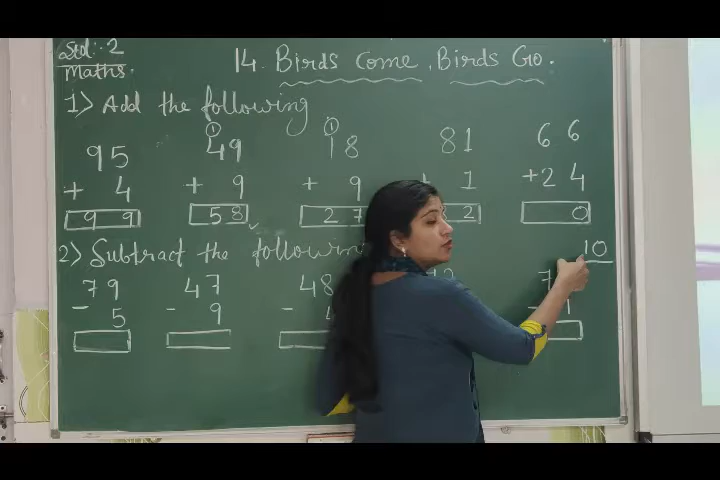 Std:- 2
Maths.
14. Birds Come, Birds Go.
1) Add the following
1 1
95 49 18 81 66
+ 4 + 9 + 9 + 1 +24
99 58 27 2 0
10
2) Subtract the following
79 47 48
- 5 - 9 -